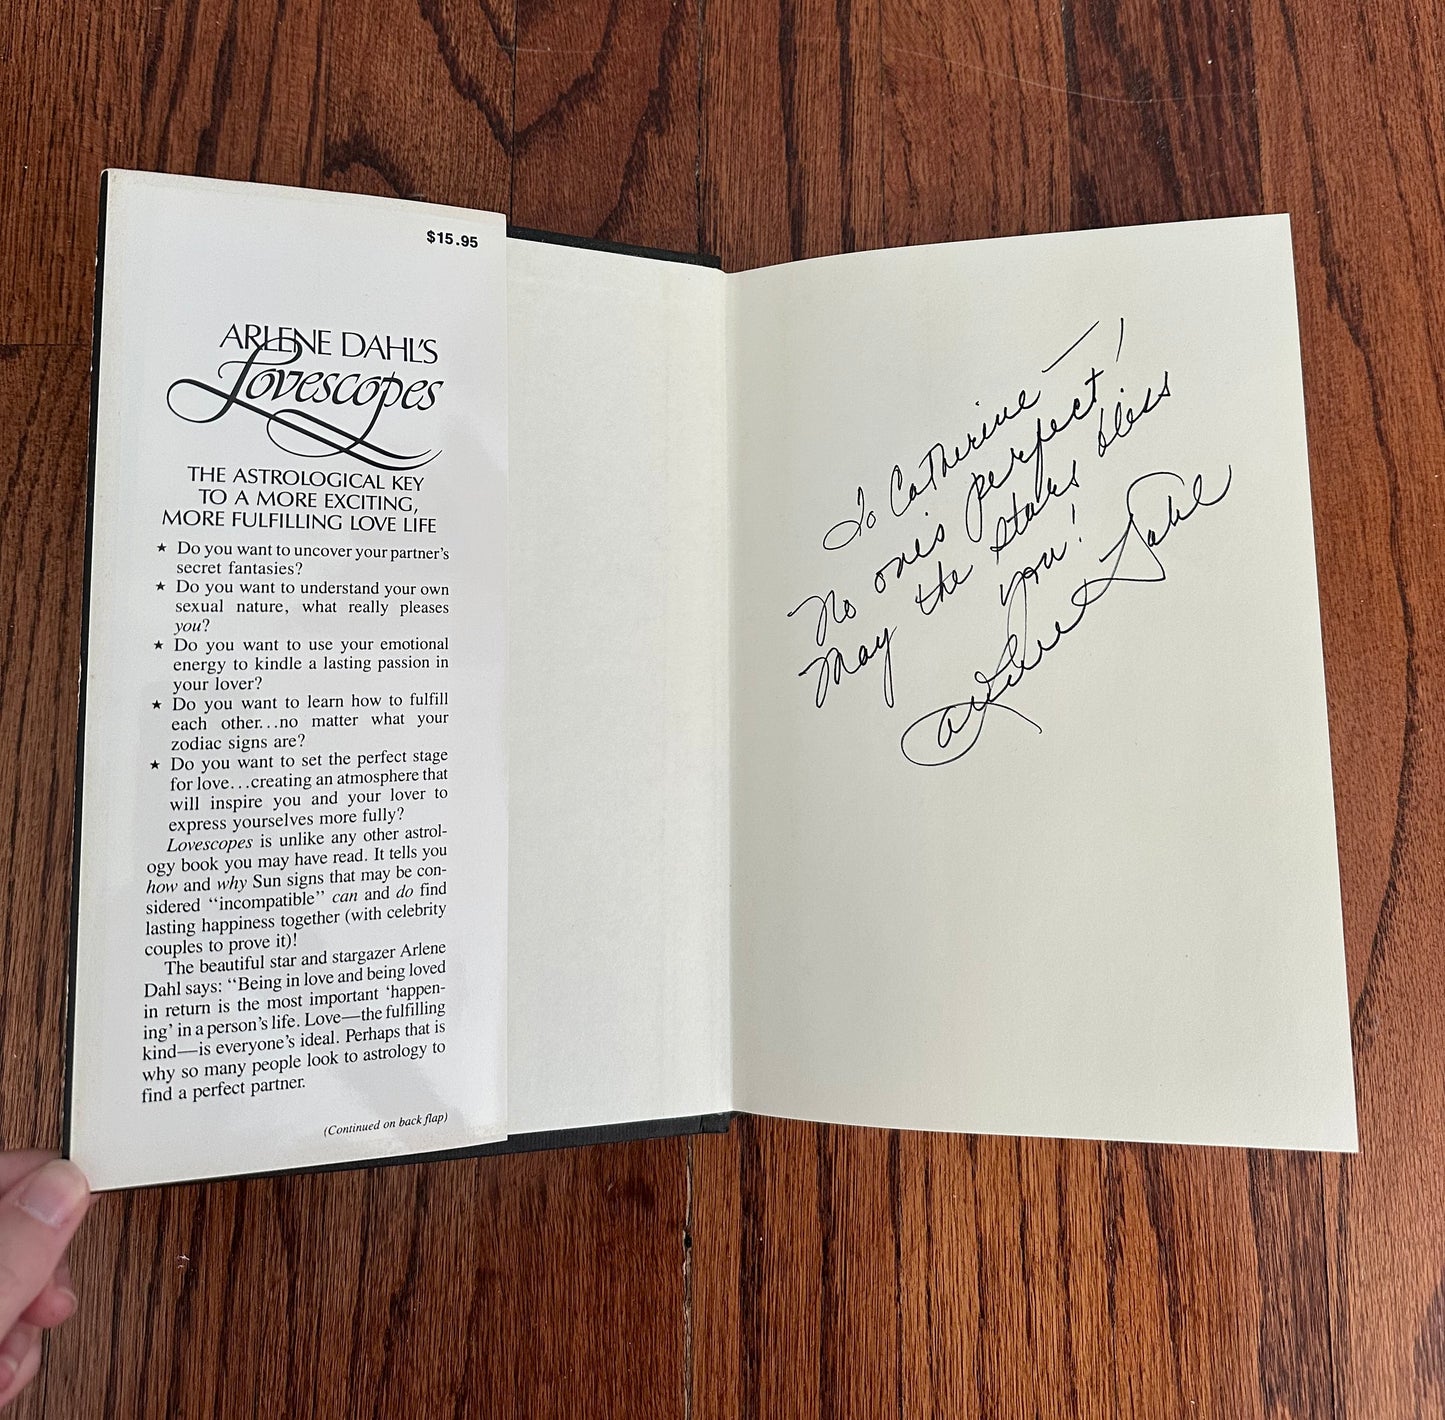 $15.95
ARLENE DAHL'S
Lovescopes
THE ASTROLOGICAL KEY
TO A MORE EXCITING,
MORE FULFILLING LOVE LIFE
★ Do you want to uncover your partner's
secret fantasies?
★ Do you want to understand your own
sexual nature, what really pleases
you?
★ Do you want to use your emotional
energy to kindle a lasting passion in
your lover?
★ Do you want to learn how to fulfill
each other...no matter what your
zodiac signs are?
★ Do you want to set the perfect stage
for love...creating an atmosphere that
will inspire you and your lover to
express yourselves more fully?
Lovescopes is unlike any other astrol-
ogy book you may have read. It tells you
how and why Sun signs that may be con-
sidered "incompatible" can and do find
lasting happiness together (with celebrity
couples to prove it)!
The beautiful star and stargazer Arlene
Dahl says: "Being in love and being loved
in return is the most important 'happen-
ing' in a person's life. Love—the fulfilling
kind—is everyone's ideal. Perhaps that is
why so many people look to astrology to
find a perfect partner.
(Continued on back flap)
To Catherine—
No one's perfect!
May the stars bless
you!
Arlene Dahl